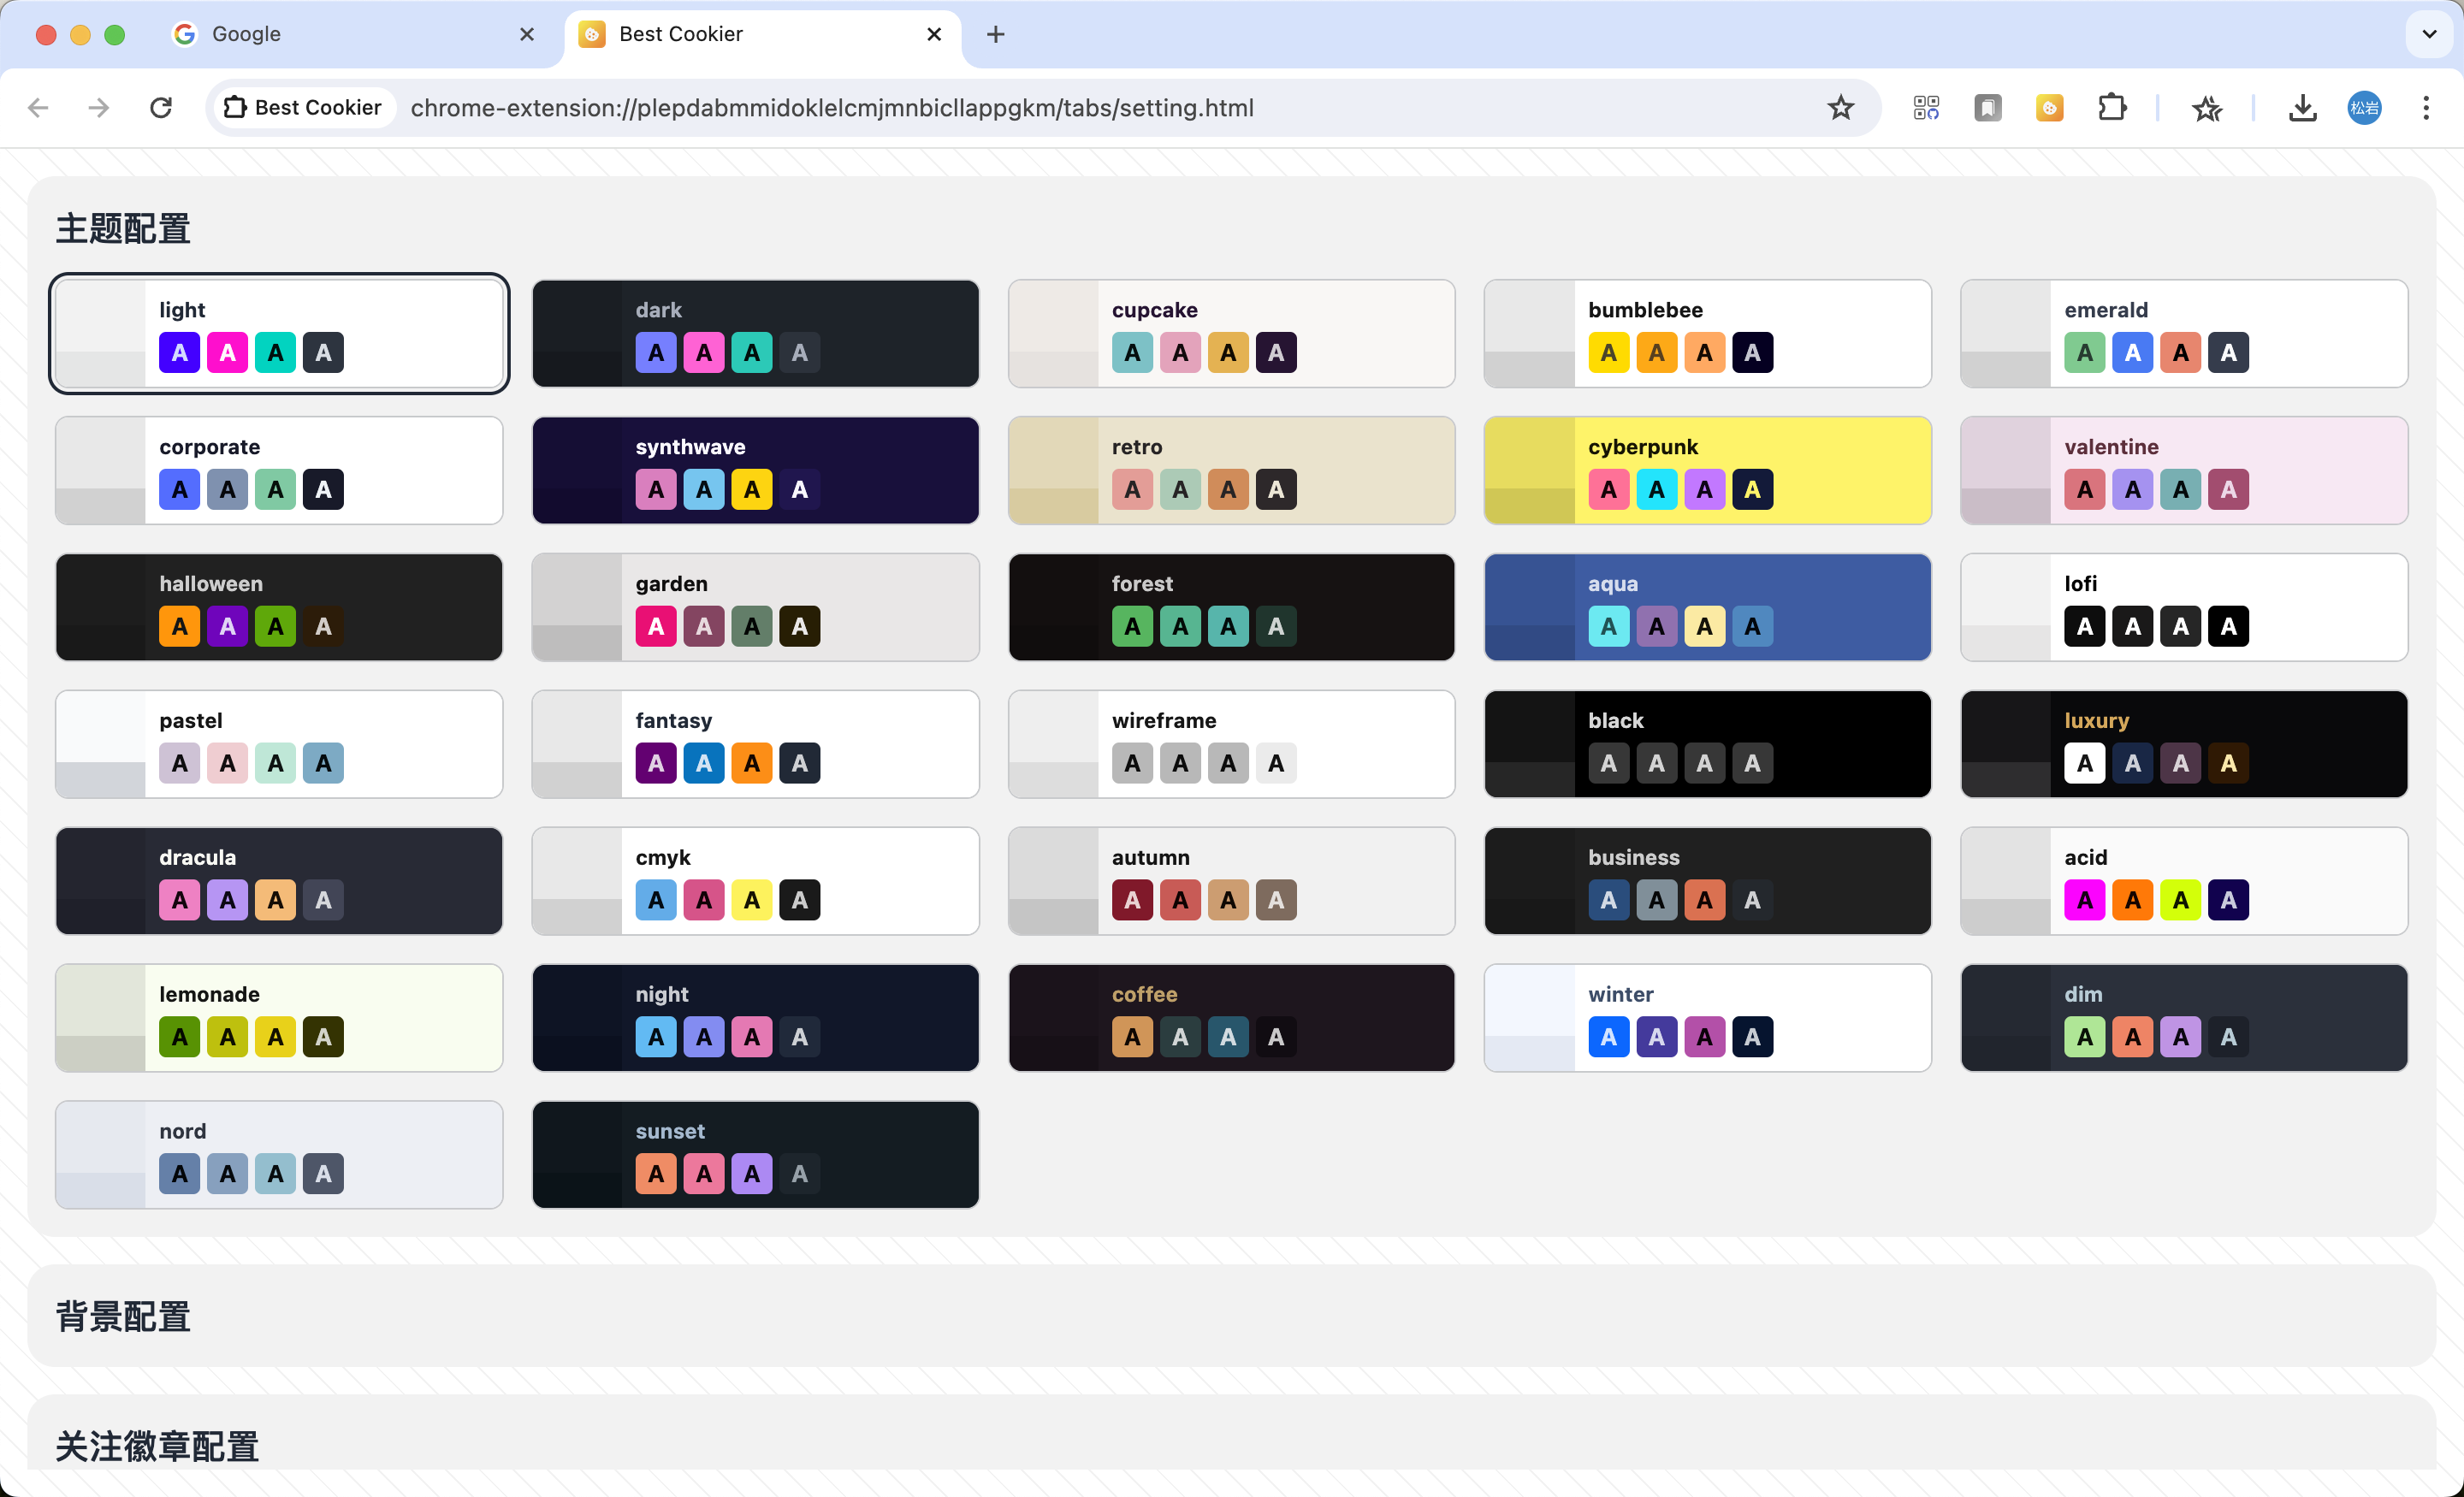 Google
Best Cookier
Best Cookier
chrome-extension://plepdabmmidoklelcmjmnbicllappgkm/tabs/setting.html
松岩
主题配置
light
A A A A
dark
A A A A
cupcake
A A A A
bumblebee
A A A A
emerald
A A A A
corporate
A A A A
synthwave
A A A A
retro
A A A A
cyberpunk
A A A A
valentine
A A A A
halloween
A A A A
garden
A A A A
forest
A A A A
aqua
A A A A
lofi
A A A A
pastel
A A A A
fantasy
A A A A
wireframe
A A A A
black
A A A A
luxury
A A A A
dracula
A A A A
cmyk
A A A A
autumn
A A A A
business
A A A A
acid
A A A A
lemonade
A A A A
night
A A A A
coffee
A A A A
winter
A A A A
dim
A A A A
nord
A A A A
sunset
A A A A
背景配置
关注徽章配置